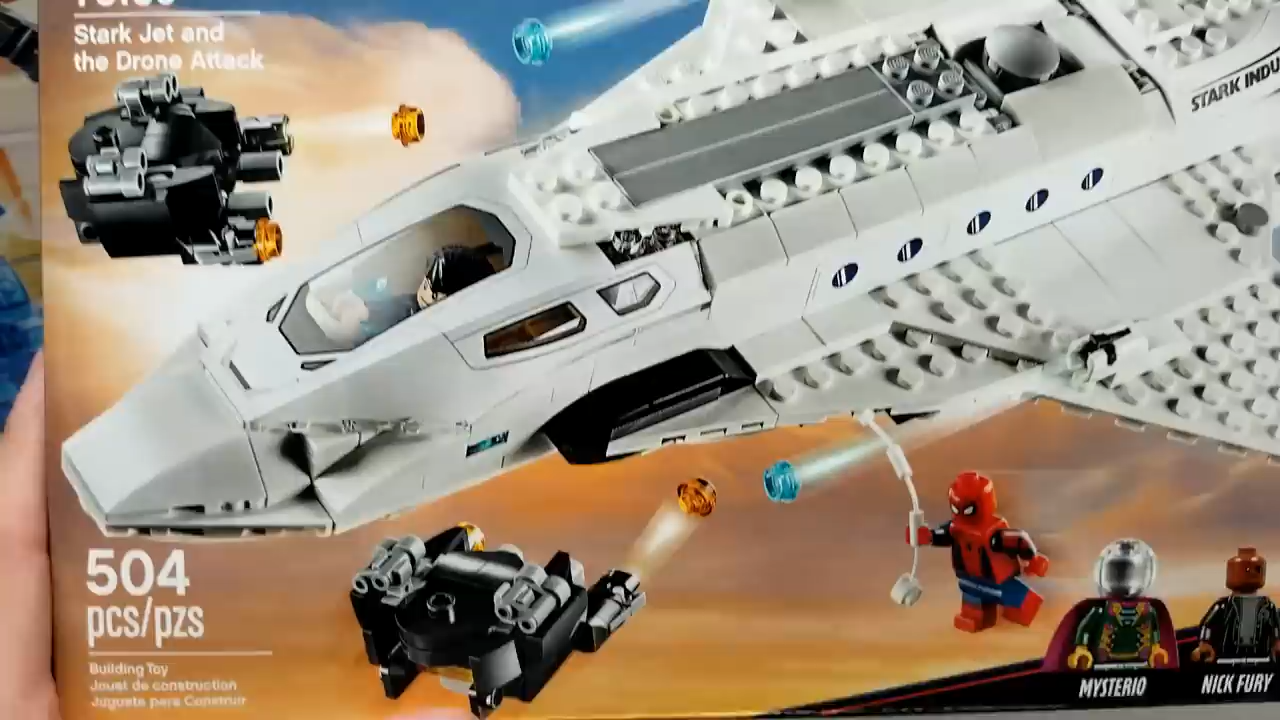 Stark Jet and
the Drone Attack
STARK INDU
504
pcs/pzs
Building Toy
Jouet de construction
Juguete para Construir
MYSTERIO
NICK FURY